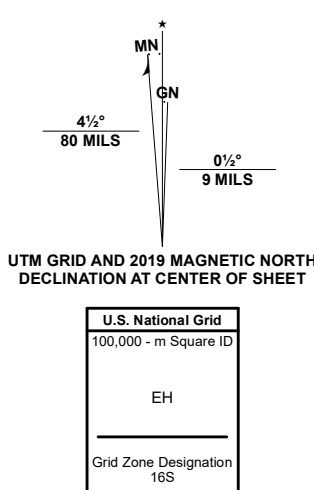 ★
MN
GN
4½°
80 MILS
0½°
9 MILS
UTM GRID AND 2019 MAGNETIC NORTH
DECLINATION AT CENTER OF SHEET
U.S. National Grid
100,000 - m Square ID
EH
Grid Zone Designation
16S